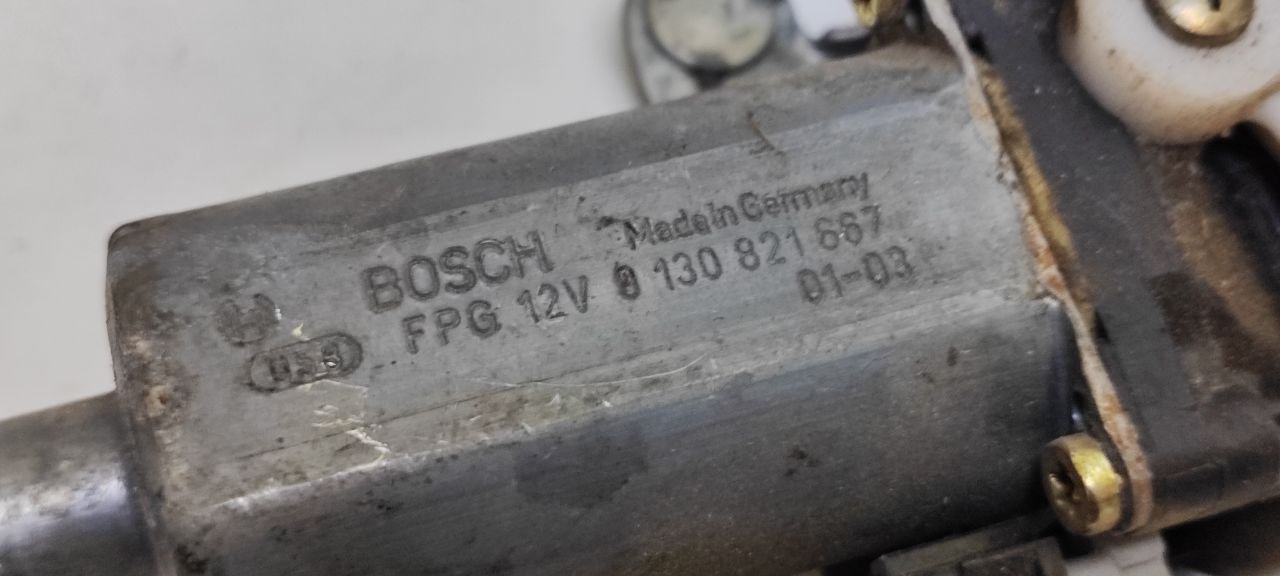 BOSCH Made in Germany
FPG 12V 0 130 821 667
01-03